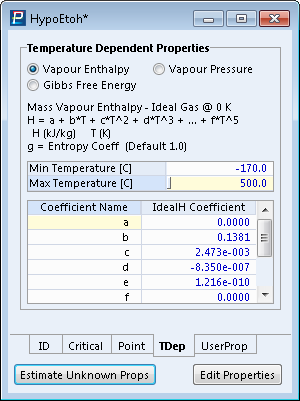 HypoEtoh*
Temperature Dependent Properties
Vapour Enthalpy Vapour Pressure
Gibbs Free Energy
Mass Vapour Enthalpy - Ideal Gas @ 0 K
H = a + b*T + c*T^2 + d*T^3 + ... + f*T^5
H (kJ/kg) T (K)
g = Entropy Coeff (Default 1.0)
Min Temperature [C] -170.0
Max Temperature [C] 500.0
Coefficient Name IdealH Coefficient
a 0.0000
b 0.1381
c 2.473e-003
d -8.350e-007
e 1.216e-010
f 0.0000
ID Critical Point TDep UserProp
Estimate Unknown Props Edit Properties